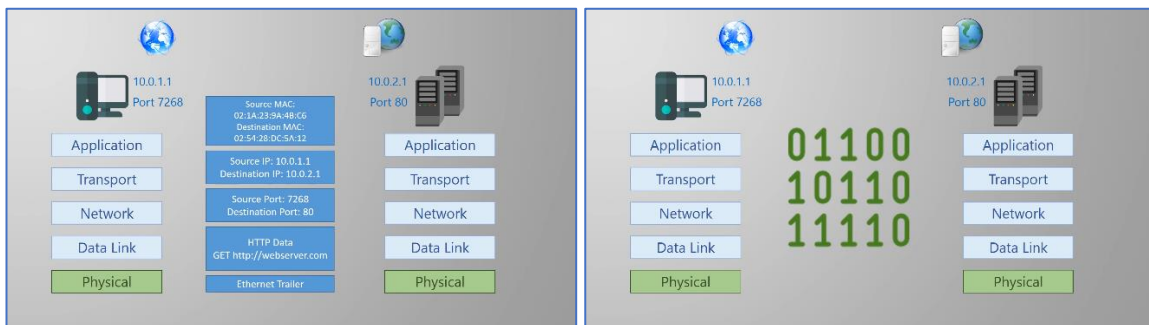 10.0.1.1
Port 7268
10.0.2.1
Port 80
Source MAC:
02:1A:23:9A:4B:C6
Destination MAC:
02:54:28:DC:5A:12
Source IP: 10.0.1.1
Destination IP: 10.0.2.1
Source Port: 7268
Destination Port: 80
HTTP Data
GET http://webserver.com
Ethernet Trailer
Application
Transport
Network
Data Link
Physical
Application
Transport
Network
Data Link
Physical
10.0.1.1
Port 7268
10.0.2.1
Port 80
01100
10110
11110
Application
Transport
Network
Data Link
Physical
Application
Transport
Network
Data Link
Physical